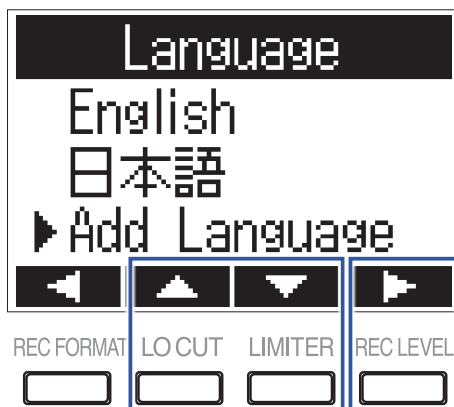 Language
English
日本語
Add Language
REC FORMAT LO CUT LIMITER REC LEVEL